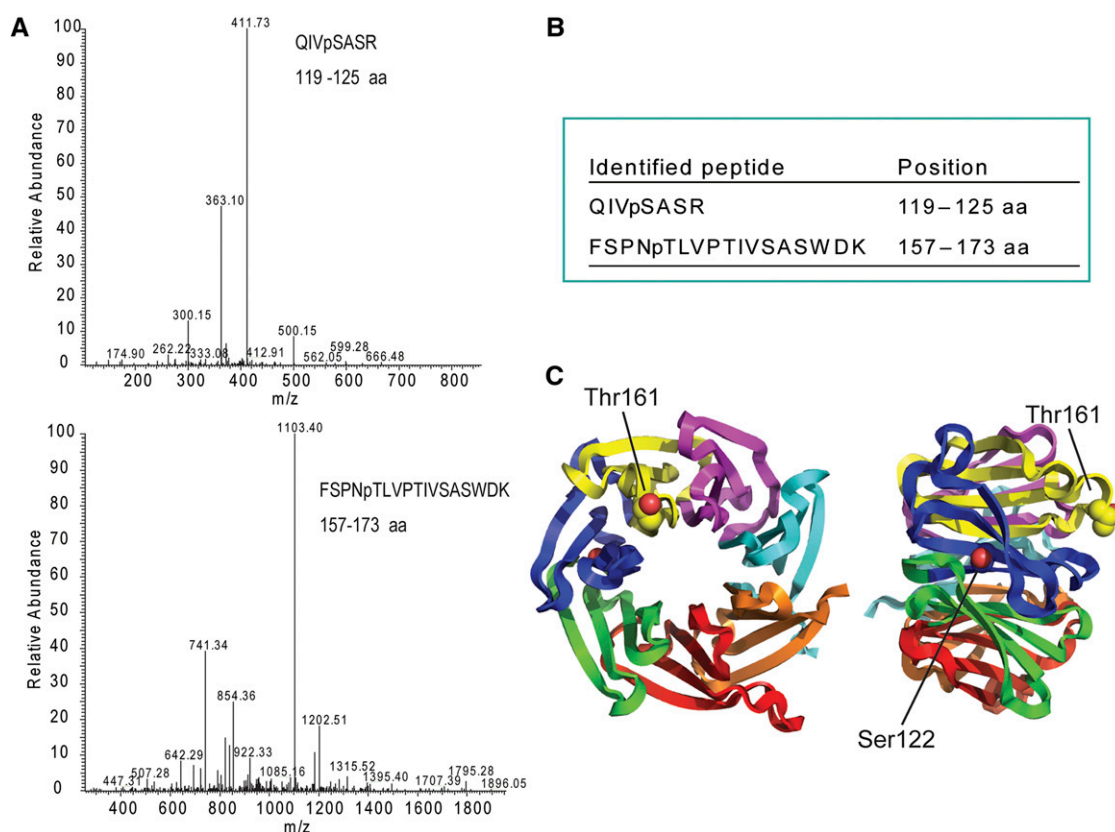 A
QIVpSASR
119 -125 aa
Relative Abundance
100
90
80
70
60
50
40
30
20
10
0
411.73
363.10
300.15
174.90
262.22
333.08
412.91
500.15
562.05
599.28
666.48
200 300 400 500 600 700 800
m/z
FSPNpTLVPTIVSASWDK
157-173 aa
Relative Abundance
100
90
80
70
60
50
40
30
20
10
0
1103.40
741.34
854.36
642.29
447.31
507.28
922.33
1085.16
1202.51
1315.52
1395.40
1707.39
1795.28
1896.05
400 600 800 1000 1200 1400 1600 1800
m/z
B
Identified peptide Position
QIVpSASR 119–125 aa
FSPNpTLVPTIVSASWDK 157–173 aa
C
Thr161
Thr161
Ser122